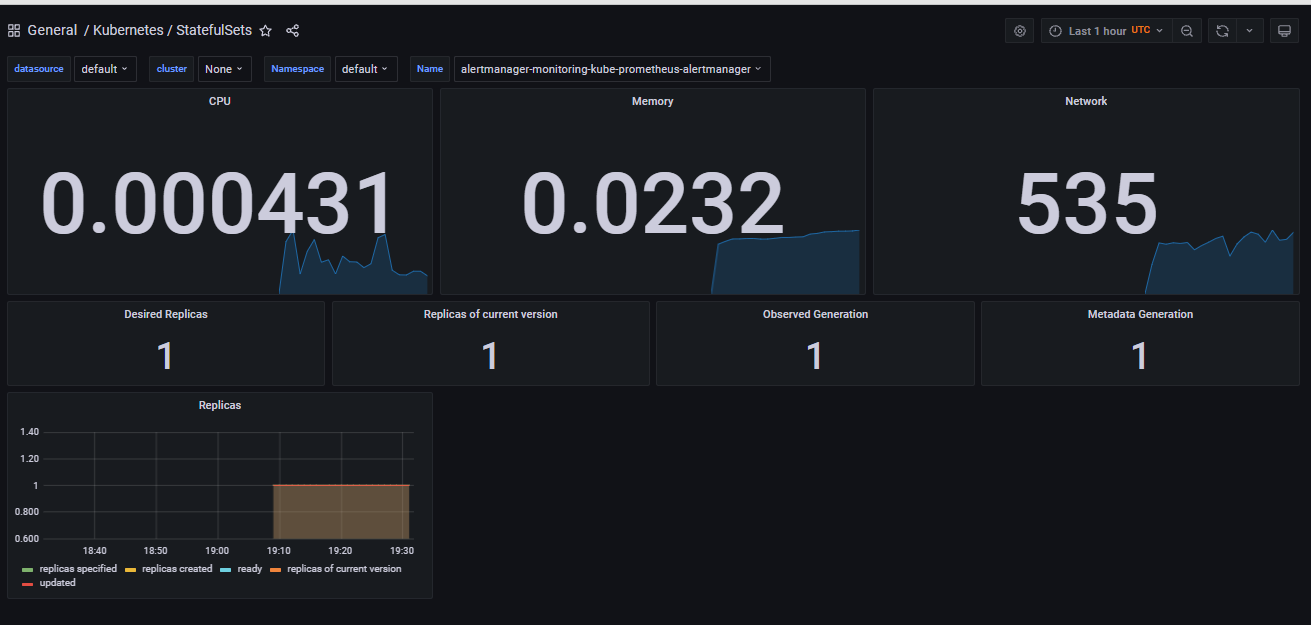 General / Kubernetes / StatefulSets
Last 1 hour UTC
datasource default cluster None Namespace default Name alertmanager-monitoring-kube-prometheus-alertmanager
CPU
0.000431
Memory
0.0232
Network
535
Desired Replicas
1
Replicas of current version
1
Observed Generation
1
Metadata Generation
1
Replicas
1.40
1.20
1
0.800
0.600
18:40 18:50 19:00 19:10 19:20 19:30
replicas specified replicas created ready replicas of current version
updated